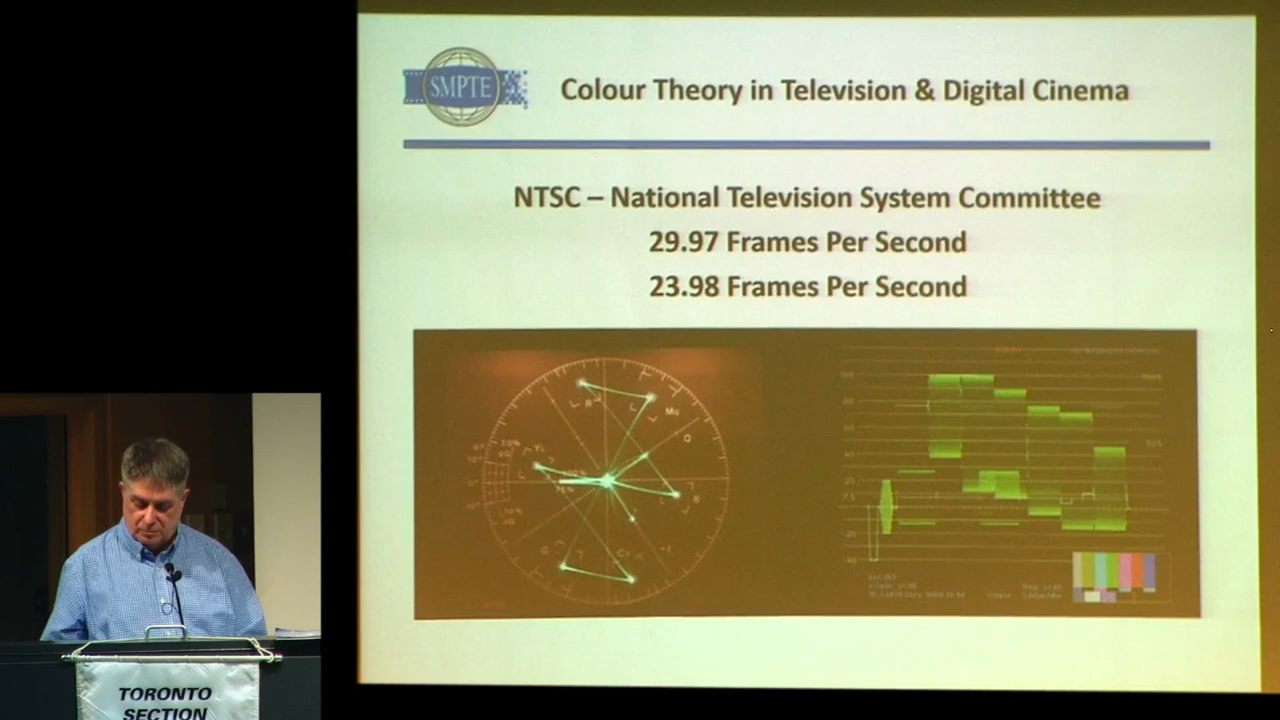 SMPTE
Colour Theory in Television & Digital Cinema
NTSC – National Television System Committee
29.97 Frames Per Second
23.98 Frames Per Second
TORONTO
SECTION